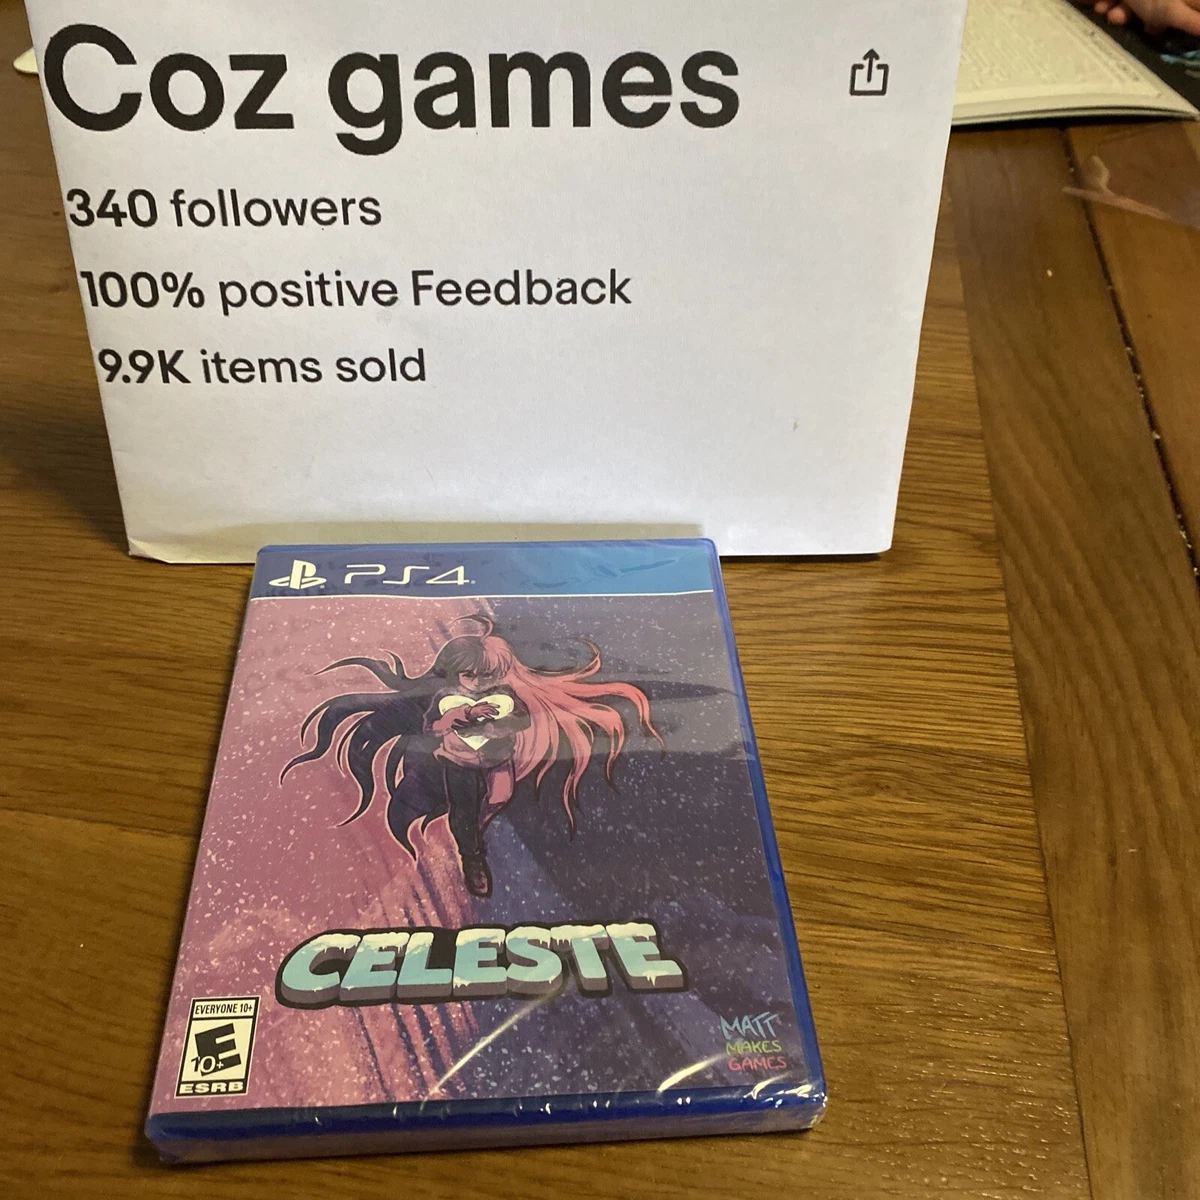 Coz games
340 followers
100% positive Feedback
9.9K items sold
PS4
CELESTE
EVERYONE 10+
E
10+
ESRB
MATT
MAKES
GAMES